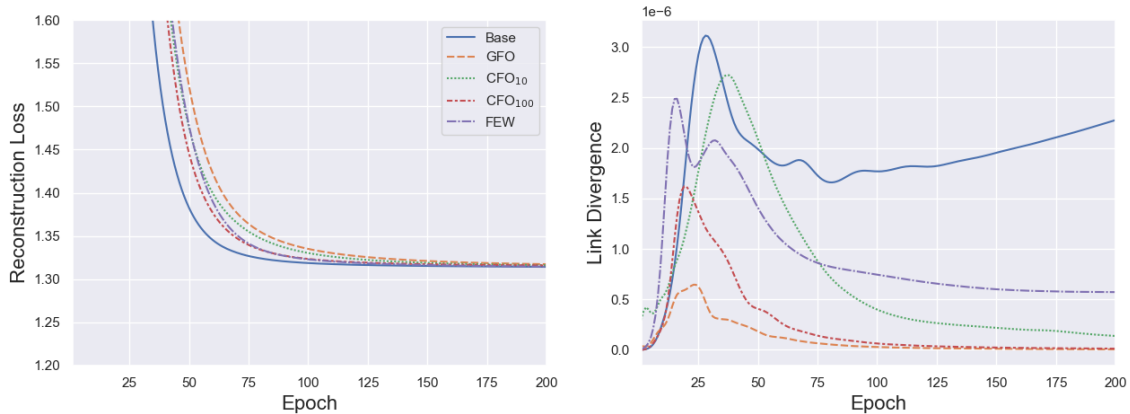 1.60
1.55
1.50
1.45
1.40
1.35
1.30
1.25
1.20
Reconstruction Loss
25 50 75 100 125 150 175 200
Epoch
Base
GFO
CFO₁₀
CFO₁₀₀
FEW
1e−6
3.0
2.5
2.0
1.5
1.0
0.5
0.0
Link Divergence
25 50 75 100 125 150 175 200
Epoch